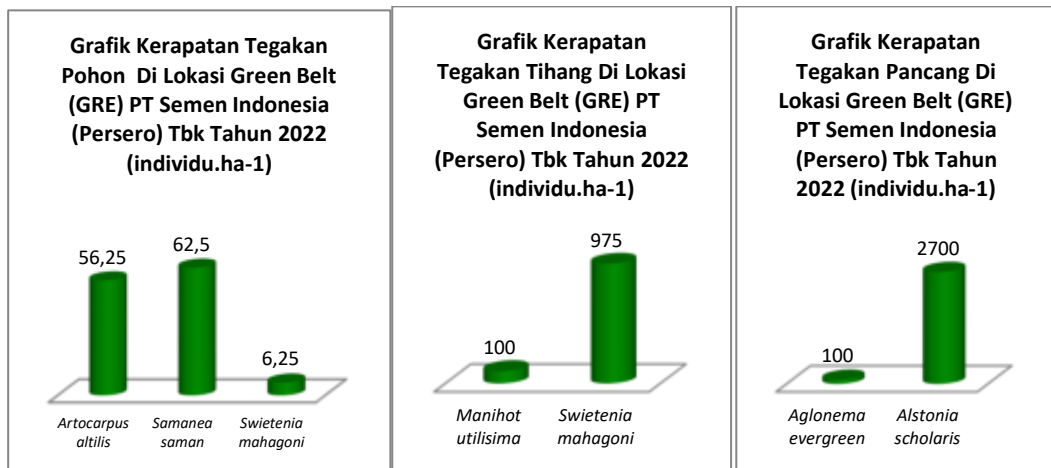 Grafik Kerapatan Tegakan
Pohon Di Lokasi Green Belt
(GRE) PT Semen Indonesia
(Persero) Tbk Tahun 2022
(individu.ha-1)
56,25
62,5
6,25
Artocarpus
altilis
Samanea
saman
Swietenia
mahagoni
Grafik Kerapatan
Tegakan Tihang Di Lokasi
Green Belt (GRE) PT
Semen Indonesia
(Persero) Tbk Tahun 2022
(individu.ha-1)
100
975
Manihot
utilisima
Swietenia
mahagoni
Grafik Kerapatan
Tegakan Pancang Di
Lokasi Green Belt (GRE)
PT Semen Indonesia
(Persero) Tbk Tahun
2022 (individu.ha-1)
100
2700
Aglonema
evergreen
Alstonia
scholaris